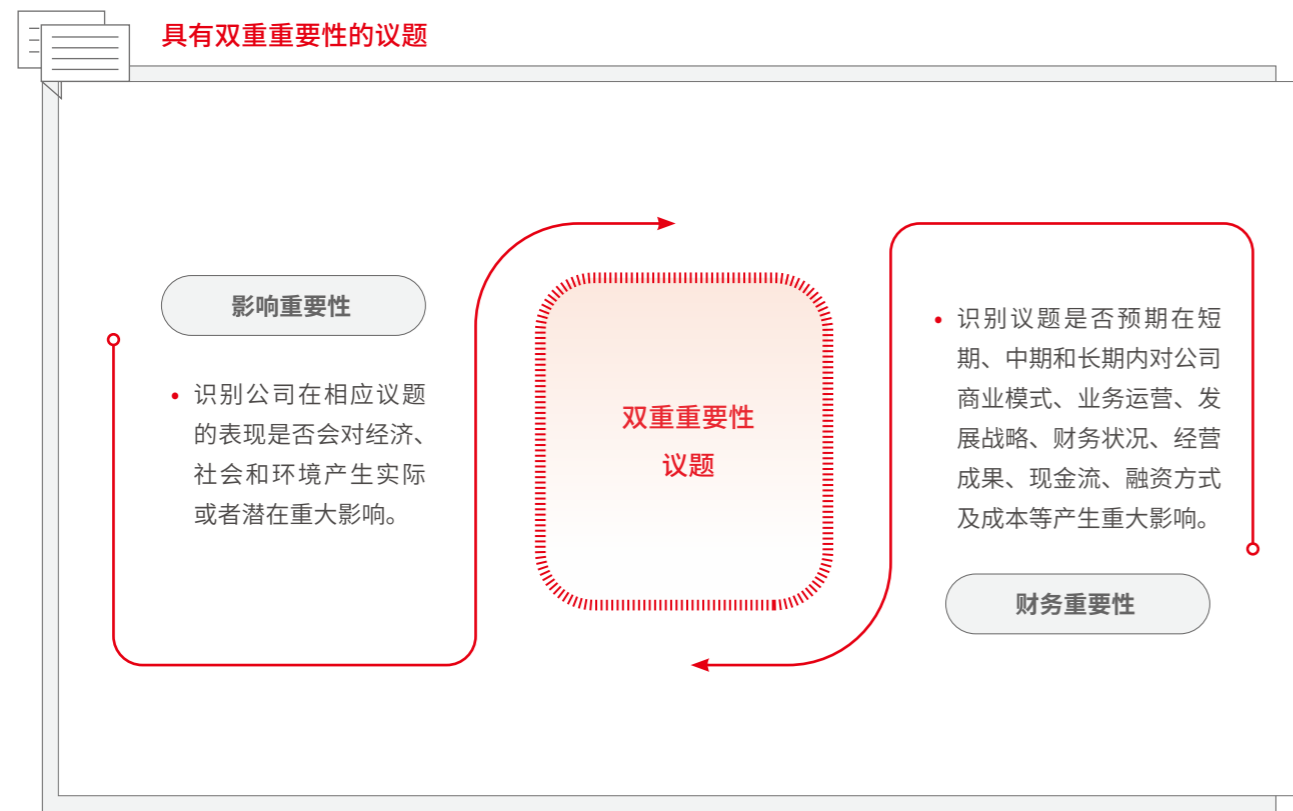 具有双重重要性的议题
影响重要性
• 识别公司在相应议题
的表现是否会对经济、
社会和环境产生实际
或者潜在重大影响。
双重重要性
议题
• 识别议题是否预期在短
期、中期和长期内对公司
商业模式、业务运营、发
展战略、财务状况、经营
成果、现金流、融资方式
及成本等产生重大影响。
财务重要性